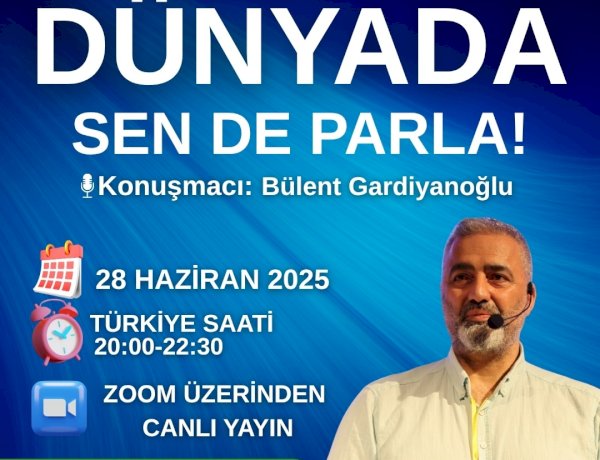 DÜNYADA
SEN DE PARLA!
Konuşmacı: Bülent Gardiyanoğlu
28 HAZİRAN 2025
TÜRKİYE SAATİ
20:00-22:30
ZOOM ÜZERİNDEN
CANLI YAYIN